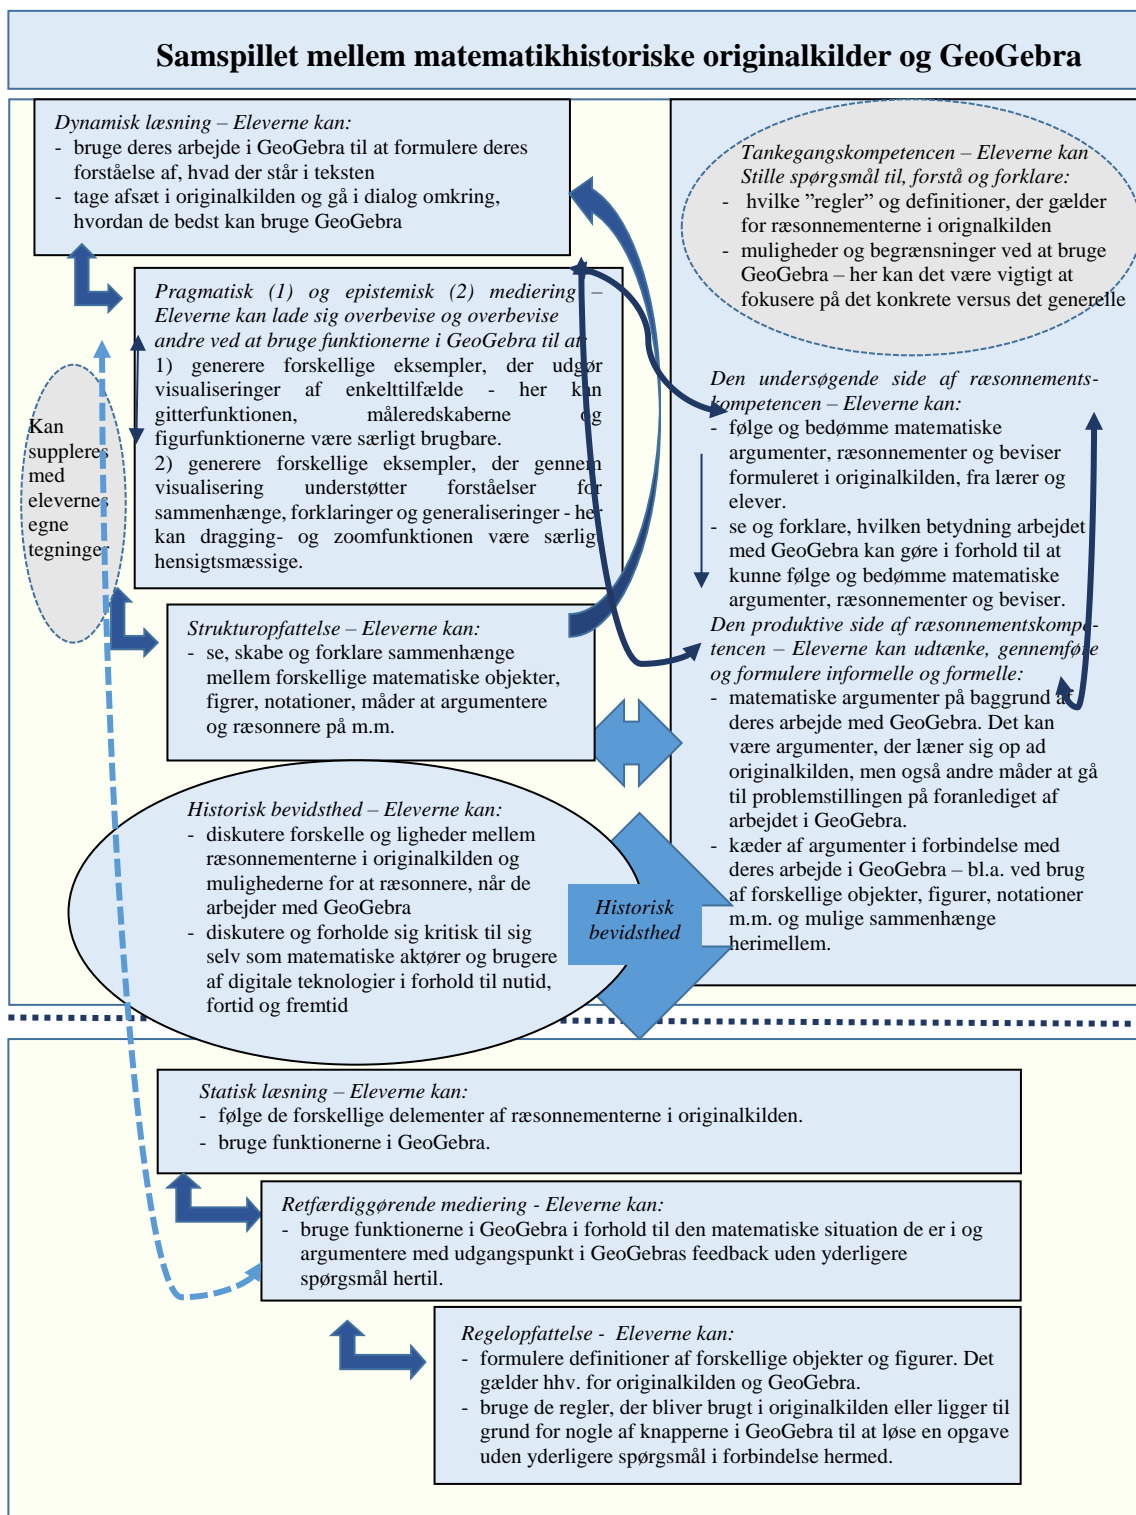 Samspillet mellem matematikhistoriske originalkilder og GeoGebra
Dynamisk læsning – Eleverne kan:
- bruge deres arbejde i GeoGebra til at formulere deres
forståelse af, hvad der står i teksten
- tage afsæt i originalkilden og gå i dialog omkring,
hvordan de bedst kan bruge GeoGebra
Pragmatisk (1) og epistemisk (2) mediering –
Eleverne kan lade sig overbevise og overbevise
andre ved at bruge funktionerne i GeoGebra til at:
1) generere forskellige eksempler, der udgør
visualiseringer af enkelttilfælde - her kan
gitterfunktionen, måleredskaberne og
figurfunktionerne være særligt brugbare.
2) generere forskellige eksempler, der gennem
visualisering understøtter forståelser for
sammenhænge, forklaringer og generaliseringer - her
kan dragging- og zoomfunktionen være særlig
hensigtsmæssige.
Kan
suppleres
med
elevernes
egne
tegninger
Strukturopfattelse – Eleverne kan:
- se, skabe og forklare sammenhænge
mellem forskellige matematiske objekter,
figrer, notationer, måder at argumentere
og ræsonnere på m.m.
Historisk bevidsthed – Eleverne kan:
- diskutere forskelle og ligheder mellem
ræsonnementerne i originalkilden og
mulighederne for at ræsonnere, når de
arbejder med GeoGebra
- diskutere og forholde sig kritisk til sig
selv som matematiske aktører og brugere
af digitale teknologier i forhold til nutid,
fortid og fremtid
Historisk
bevidsthed
Tankegangskompetencen – Eleverne kan
Stille spørgsmål til, forstå og forklare:
- hvilke ”regler” og definitioner, der gælder
for ræsonnementerne i orignalkilden
- muligheder og begrænsninger ved at bruge
GeoGebra – her kan det være vigtigt at
fokusere på det konkrete versus det generelle
Den undersøgende side af ræsonnements-
kompetencen – Eleverne kan:
- følge og bedømme matematiske
argumenter, ræsonnementer og beviser
formuleret i originalkilden, fra lærer og
elever.
- se og forklare, hvilken betydning arbejdet
med GeoGebra kan gøre i forhold til at
kunne følge og bedømme matematiske
argumenter, ræsonnementer og beviser.
Den produktive side af ræsonnementskompe-
tencen – Eleverne kan udtænke, gennemføre
og formulere informelle og formelle:
- matematiske argumenter på baggrund af
deres arbejde med GeoGebra. Det kan
være argumenter, der læner sig op ad
originalkilden, men også andre måder at gå
til problemstillingen på foranlediget af
arbejdet i GeoGebra.
- kæder af argumenter i forbindelse med
deres arbejde i GeoGebra – bl.a. ved brug
af forskellige objekter, figurer, notationer
m.m. og mulige sammenhænge
herimellem.
Statisk læsning – Eleverne kan:
- følge de forskellige delementer af ræsonnementerne i originalkilden.
- bruge funktionerne i GeoGebra.
Retfærdiggørende mediering - Eleverne kan:
- bruge funktionerne i GeoGebra i forhold til den matematiske situation de er i og
argumentere med udgangspunkt i GeoGebras feedback uden yderligere
spørgsmål hertil.
Regelopfattelse - Eleverne kan:
- formulere definitioner af forskellige objekter og figurer. Det
gælder hhv. for originalkilden og GeoGebra.
- bruge de regler, der bliver brugt i originalkilden eller ligger til
grund for nogle af knapperne i GeoGebra til at løse en opgave
uden yderligere spørgsmål i forbindelse hermed.